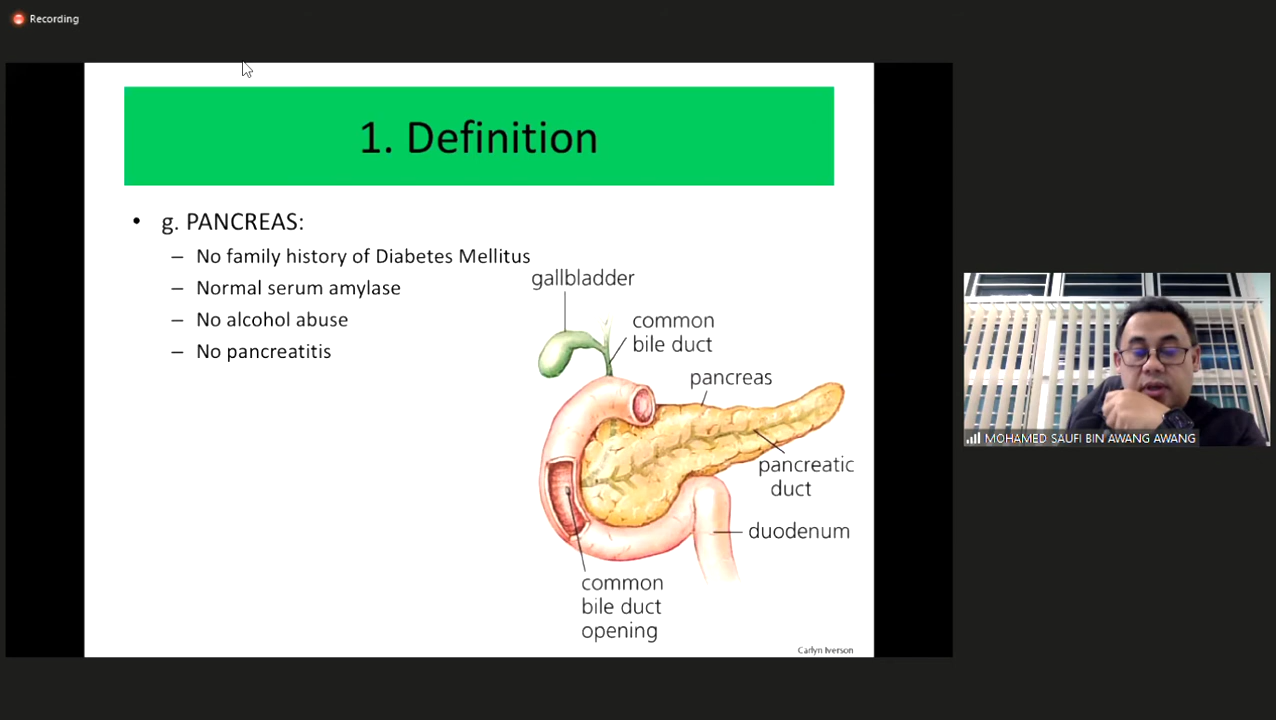 Recording
1. Definition
• g. PANCREAS:
– No family history of Diabetes Mellitus
– Normal serum amylase
– No alcohol abuse
– No pancreatitis
gallbladder
common
bile duct
pancreas
pancreatic
duct
duodenum
common
bile duct
opening
Carlyn Iverson
MOHAMED SAUFI BIN AWANG AWANG